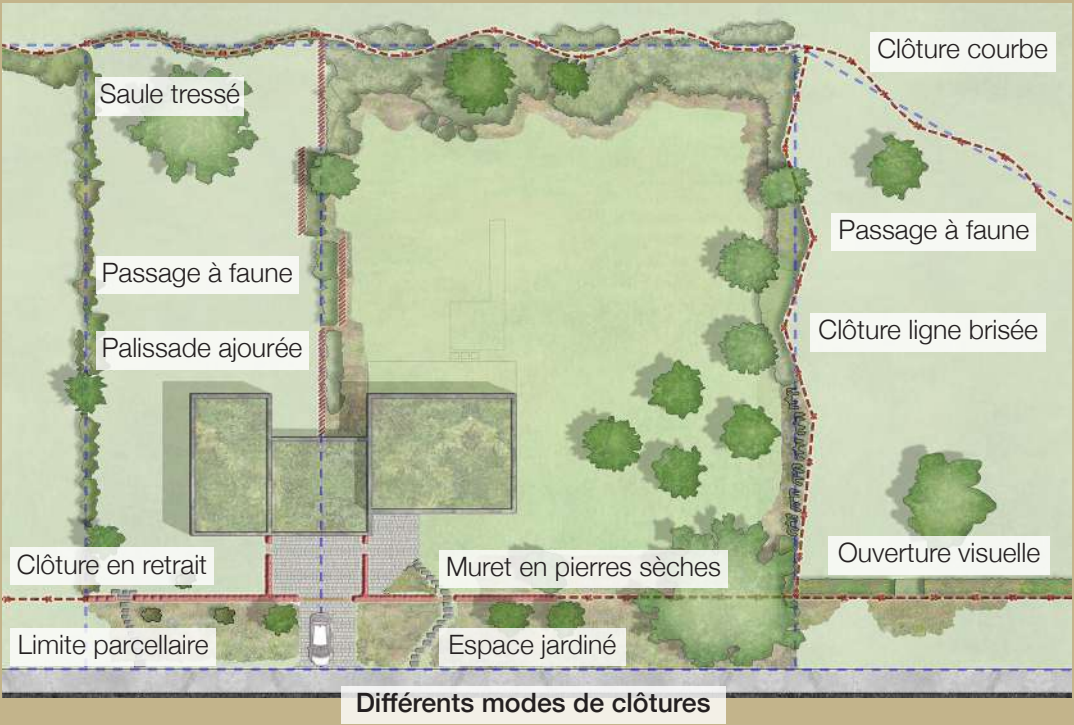 Clôture courbe
Saule tressé
Passage à faune
Passage à faune
Palissade ajourée
Clôture ligne brisée
Clôture en retrait
Muret en pierres sèches
Ouverture visuelle
Limite parcellaire
Espace jardiné
Différents modes de clôtures